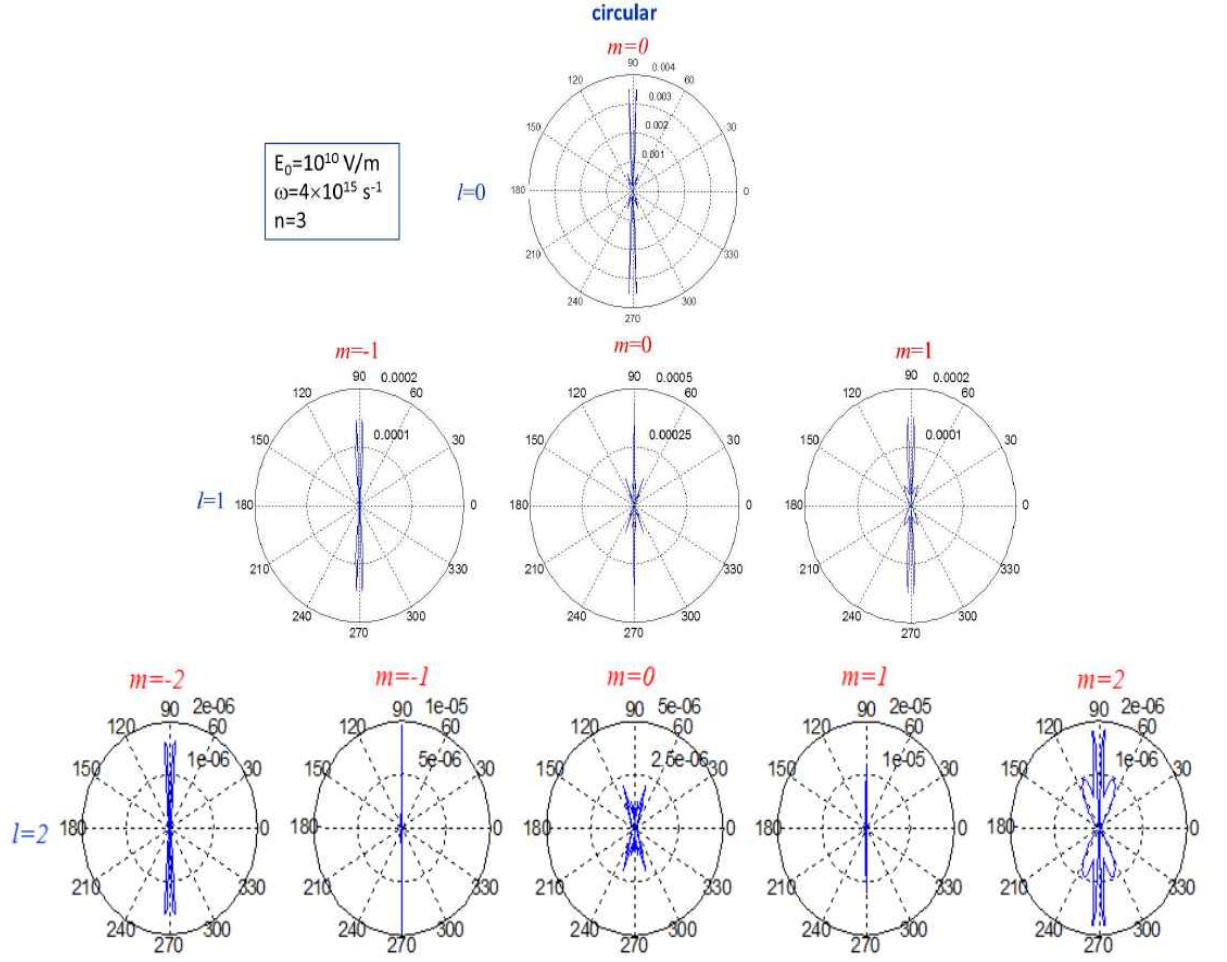 circular
m=0
90 0.004
120 60
0.003
150 0.002 30
0.001
E₀=10¹⁰ V/m
ω=4×10¹⁵ s⁻¹
n=3
l=0
180 0
210 330
240 300
270
m=-1 m=0 m=1
90 0.0002 90 0.0005 90 0.0002
120 60 120 60 120 60
150 0.0001 30 150 0.00025 30 150 0.0001 30
l=1 180 0 180 0 180 0
210 330 210 330 210 330
240 300 240 300 240 300
270 270 270
m=-2 m=-1 m=0 m=1 m=2
90 2e-06 90 1e-05 90 5e-06 90 2e-05 90 2e-06
120 60 120 60 120 60 120 60 120 60
150 1e-06 30 150 5e-06 30 150 2.5e-06 30 150 1e-05 30 150 1e-06 30
l=2 180 0 180 0 180 0 180 0 180 0
210 330 210 330 210 330 210 330 210 330
240 300 240 300 240 300 240 300 240 300
270 270 270 270 270